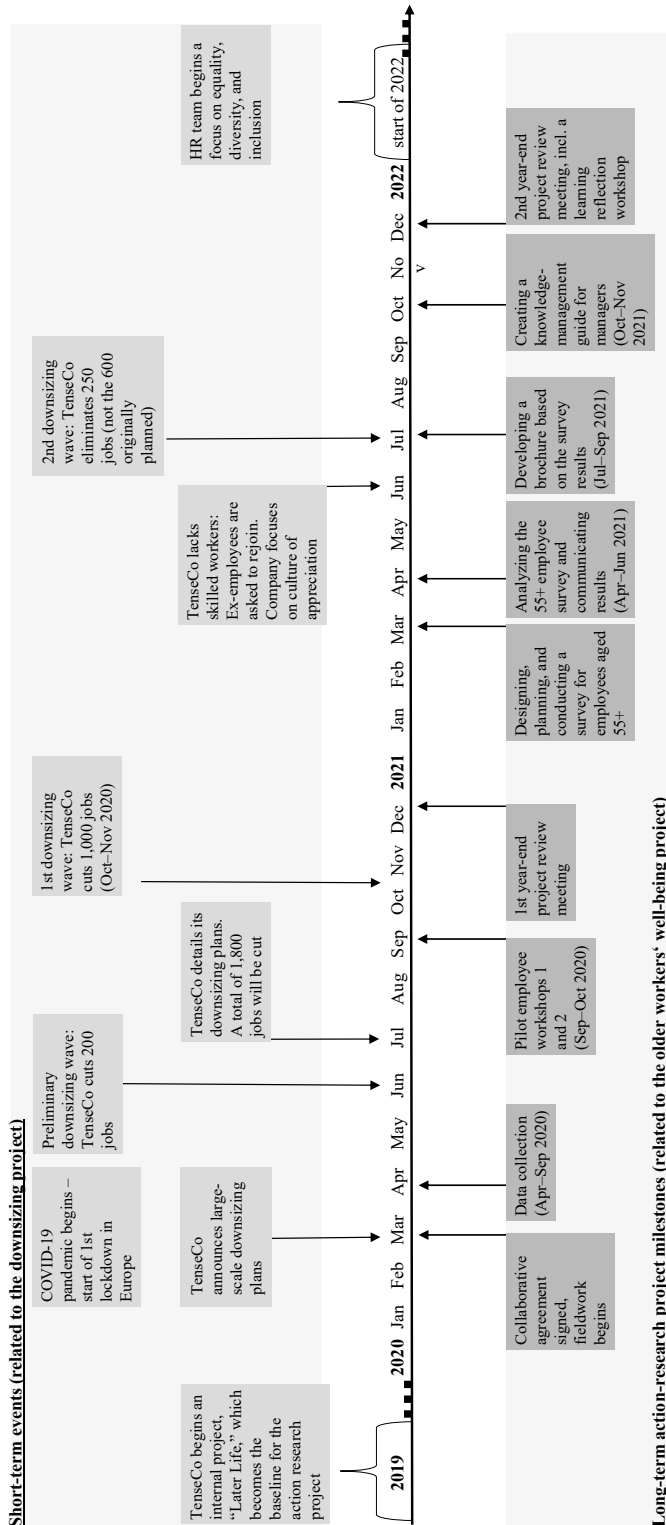 Short-term events (related to the downsizing project)
TenseCo begins an
internal project,
“Later Life,” which
becomes the
baseline for the
action research
project
COVID-19
pandemic begins –
start of 1st
lockdown in
Europe
TenseCo
announces large-
scale downsizing
plans
Preliminary
downsizing wave:
TenseCo cuts 200
jobs
TenseCo details its
downsizing plans.
A total of 1,800
jobs will be cut
1st downsizing
wave: TenseCo
cuts 1,000 jobs
(Oct–Nov 2020)
TenseCo lacks
skilled workers:
Ex-employees are
asked to rejoin.
Company focuses
on culture of
appreciation
2nd downsizing
wave: TenseCo
eliminates 250
jobs (not the 600
originally
planned)
HR team begins a
focus on equality,
diversity, and
inclusion
2019 2020 Jan Feb Mar Apr May Jun Jul Aug Sep Oct Nov Dec 2021 Jan Feb Mar Apr May Jun Jul Aug Sep Oct No Dec 2022 start of 2022
v
Collaborative
agreement
signed,
fieldwork
begins
Data collection
(Apr–Sep 2020)
Pilot employee
workshops 1
and 2
(Sep–Oct 2020)
1st year-end
project review
meeting
Designing,
planning, and
conducting a
survey for
employees aged
55+
Analyzing the
55+ employee
survey and
communicating
results
(Apr–Jun 2021)
Developing a
brochure based
on the survey
results
(Jul–Sep 2021)
Creating a
knowledge-
management
guide for
managers
(Oct–Nov
2021)
2nd year-end
project review
meeting, incl. a
learning
reflection
workshop
Long-term action-research project milestones (related to the older workers‘ well-being project)